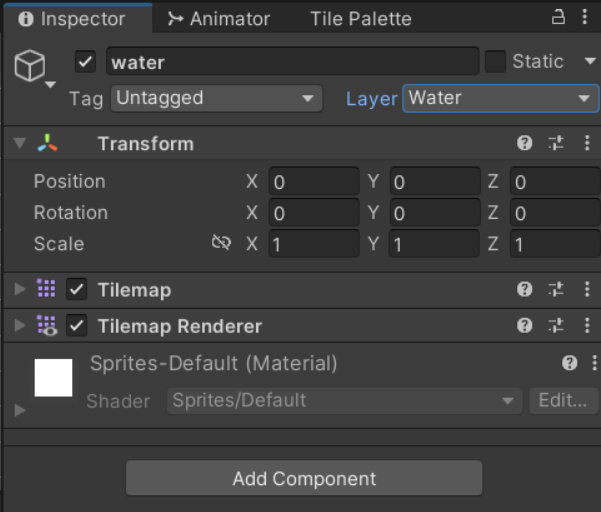 Inspector Animator Tile Palette
water Static
Tag Untagged Layer Water
Transform
Position X 0 Y 0 Z 0
Rotation X 0 Y 0 Z 0
Scale X 1 Y 1 Z 1
Tilemap
Tilemap Renderer
Sprites-Default (Material)
Shader Sprites/Default Edit...
Add Component